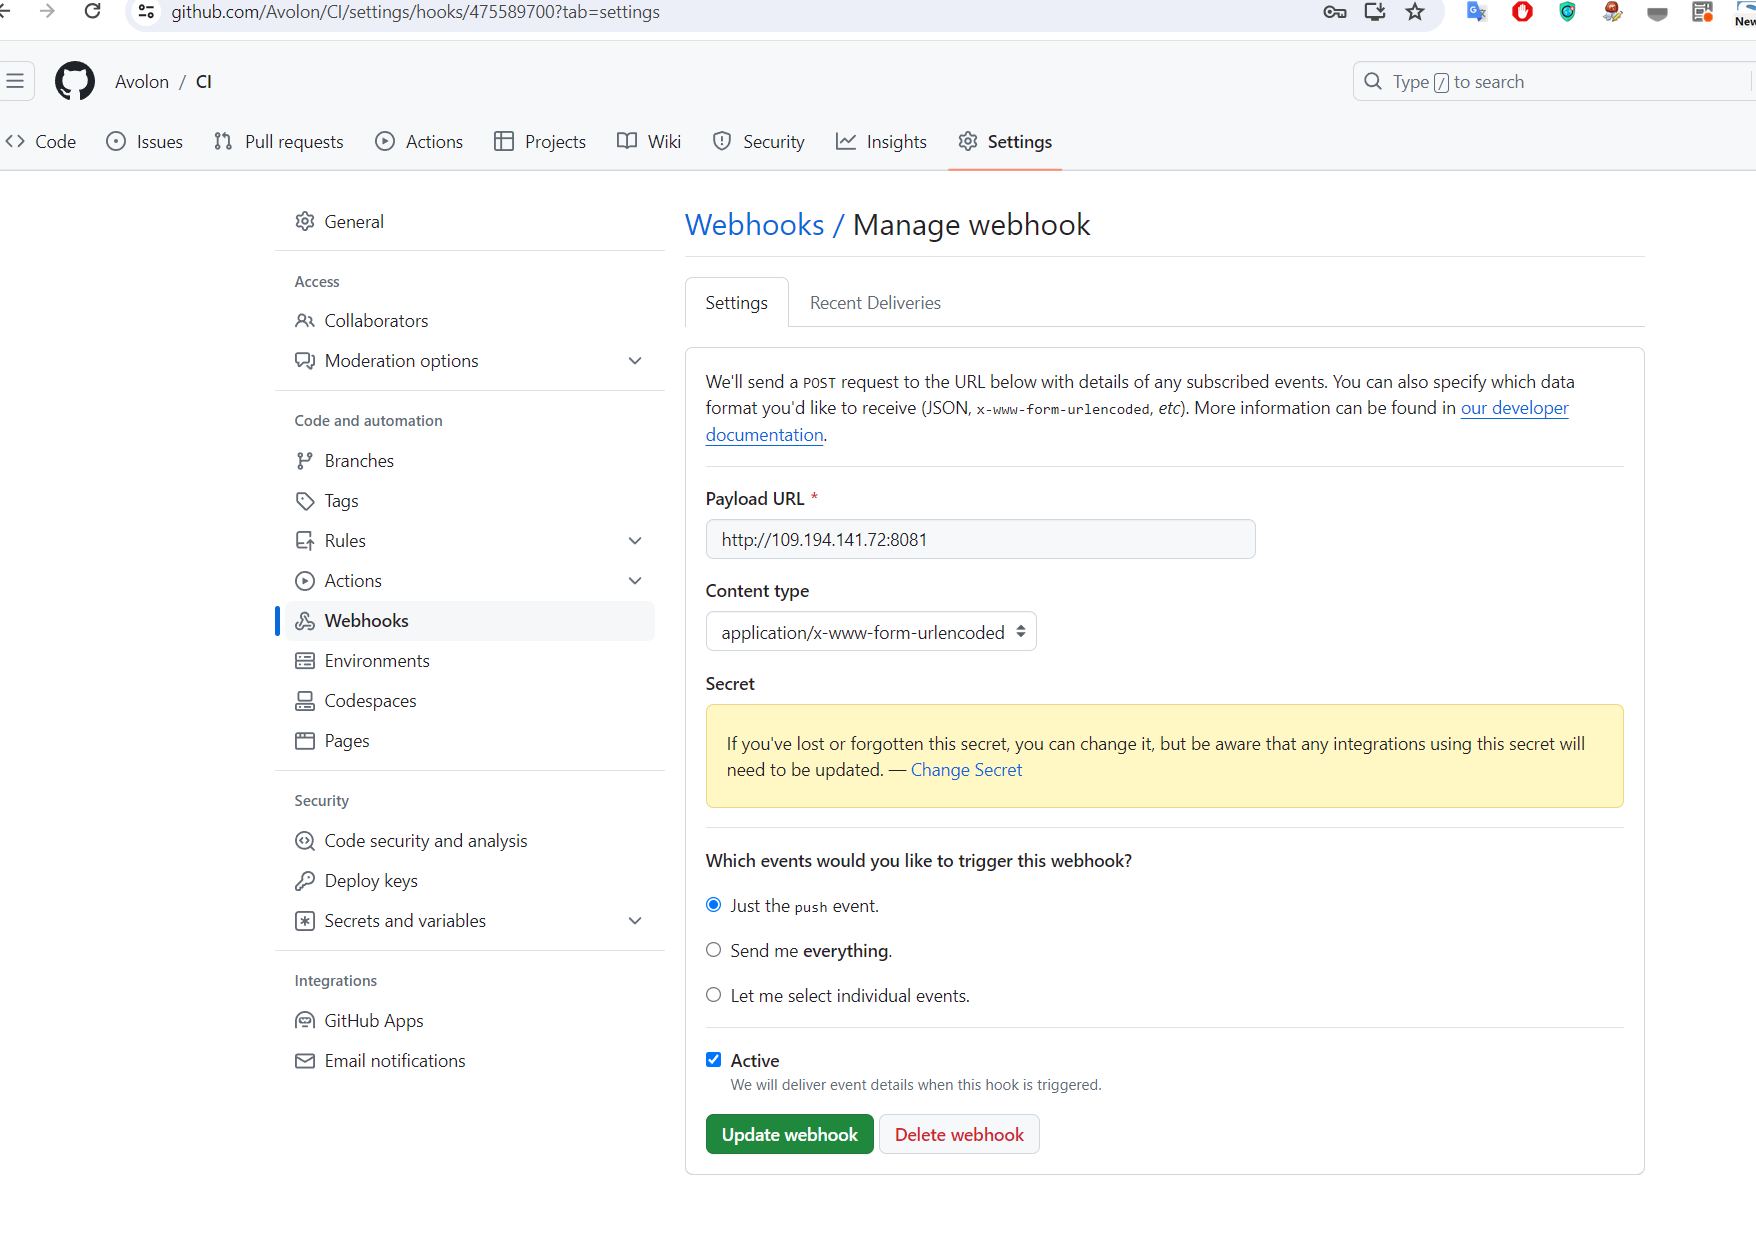 github.com/Avolon/CI/settings/hooks/475589700?tab=settings
New
Avolon / CI
Type / to search
Code Issues Pull requests Actions Projects Wiki Security Insights Settings
General
Access
Collaborators
Moderation options
Code and automation
Branches
Tags
Rules
Actions
Webhooks
Environments
Codespaces
Pages
Security
Code security and analysis
Deploy keys
Secrets and variables
Integrations
GitHub Apps
Email notifications
Webhooks / Manage webhook
Settings Recent Deliveries
We'll send a POST request to the URL below with details of any subscribed events. You can also specify which data
format you'd like to receive (JSON, x-www-form-urlencoded, etc). More information can be found in our developer
documentation.
Payload URL *
http://109.194.141.72:8081
Content type
application/x-www-form-urlencoded
Secret
If you've lost or forgotten this secret, you can change it, but be aware that any integrations using this secret will
need to be updated. — Change Secret
Which events would you like to trigger this webhook?
Just the push event.
Send me everything.
Let me select individual events.
Active
We will deliver event details when this hook is triggered.
Update webhook Delete webhook